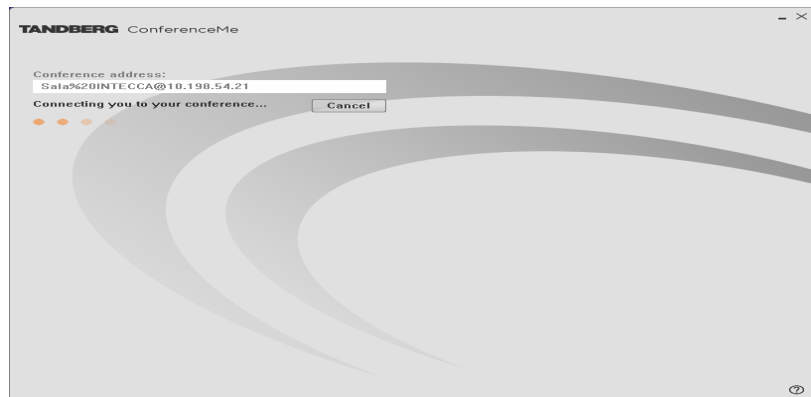 TANDBERG ConferenceMe
Conference address:
Sala%20INTECCA@10.198.54.21
Connecting you to your conference... Cancel